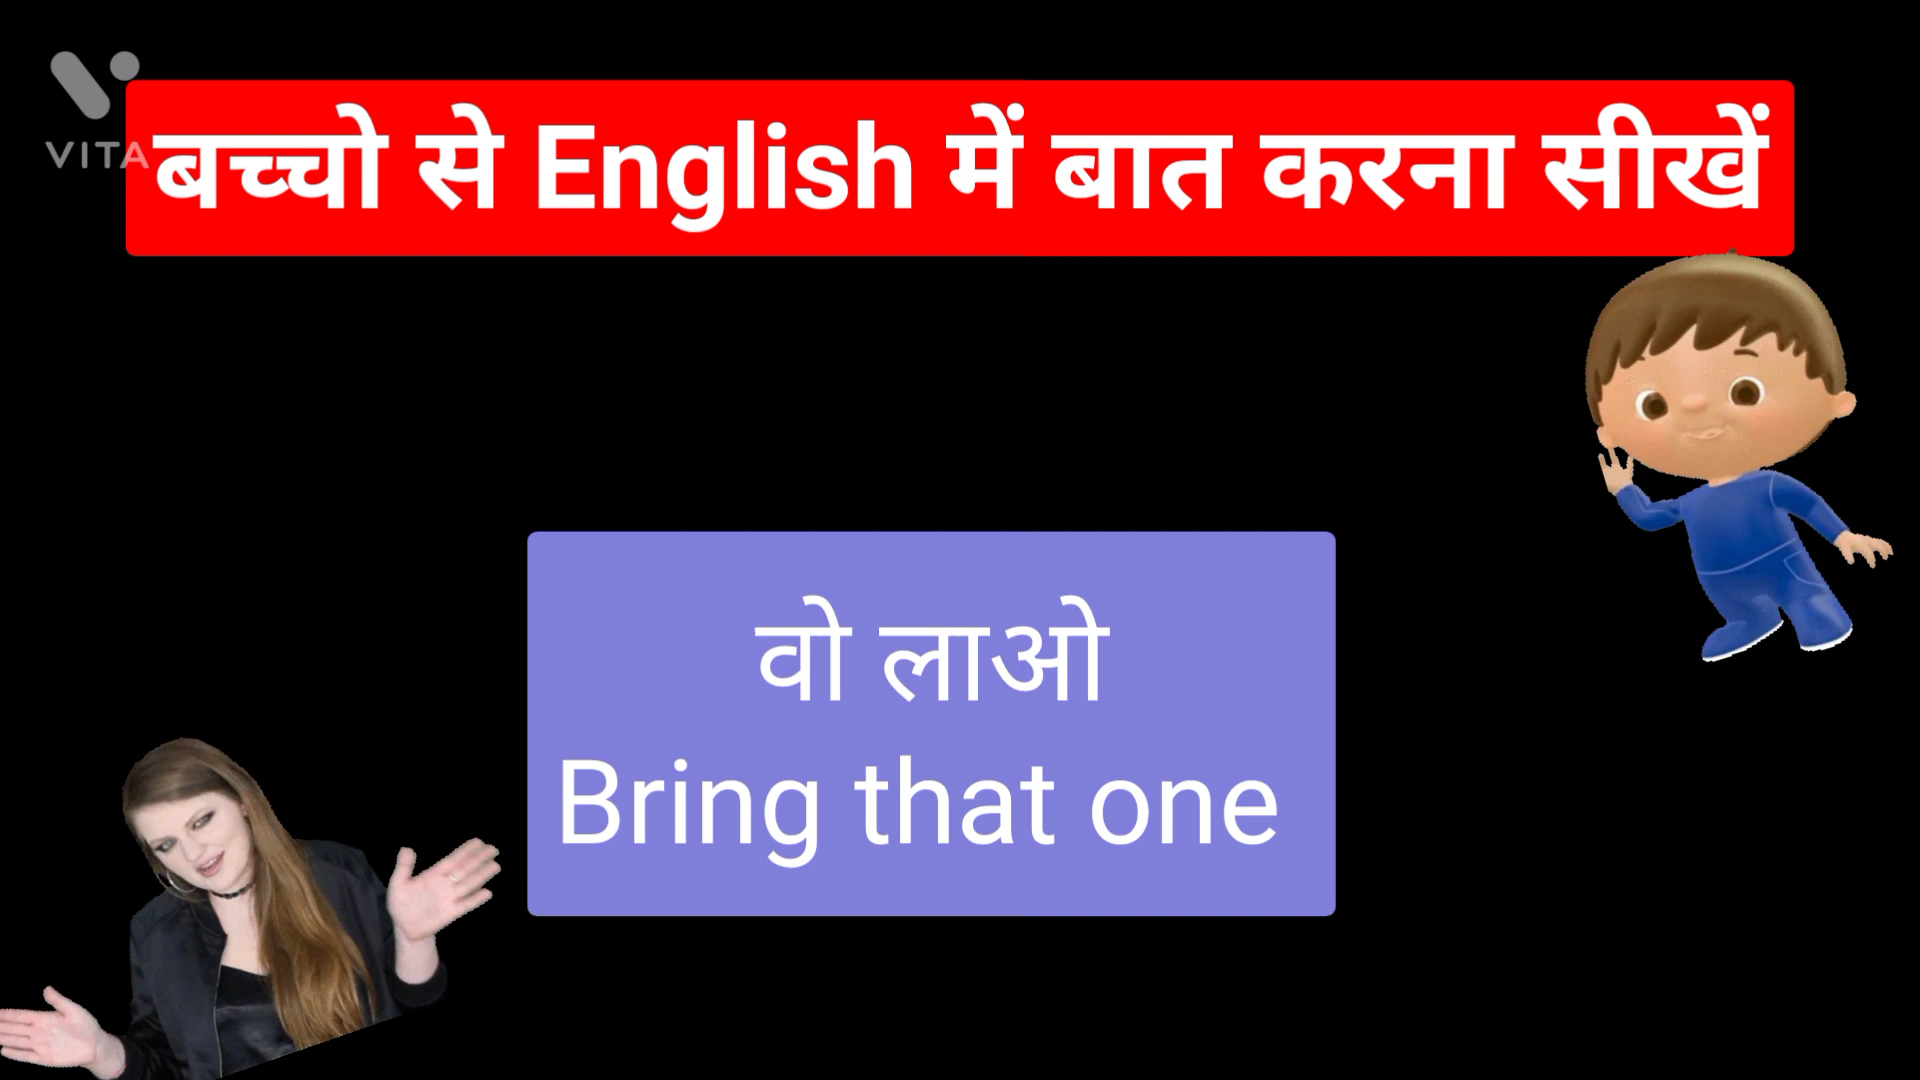 VITA
बच्चो से English में बात करना सीखें
वो लाओ
Bring that one